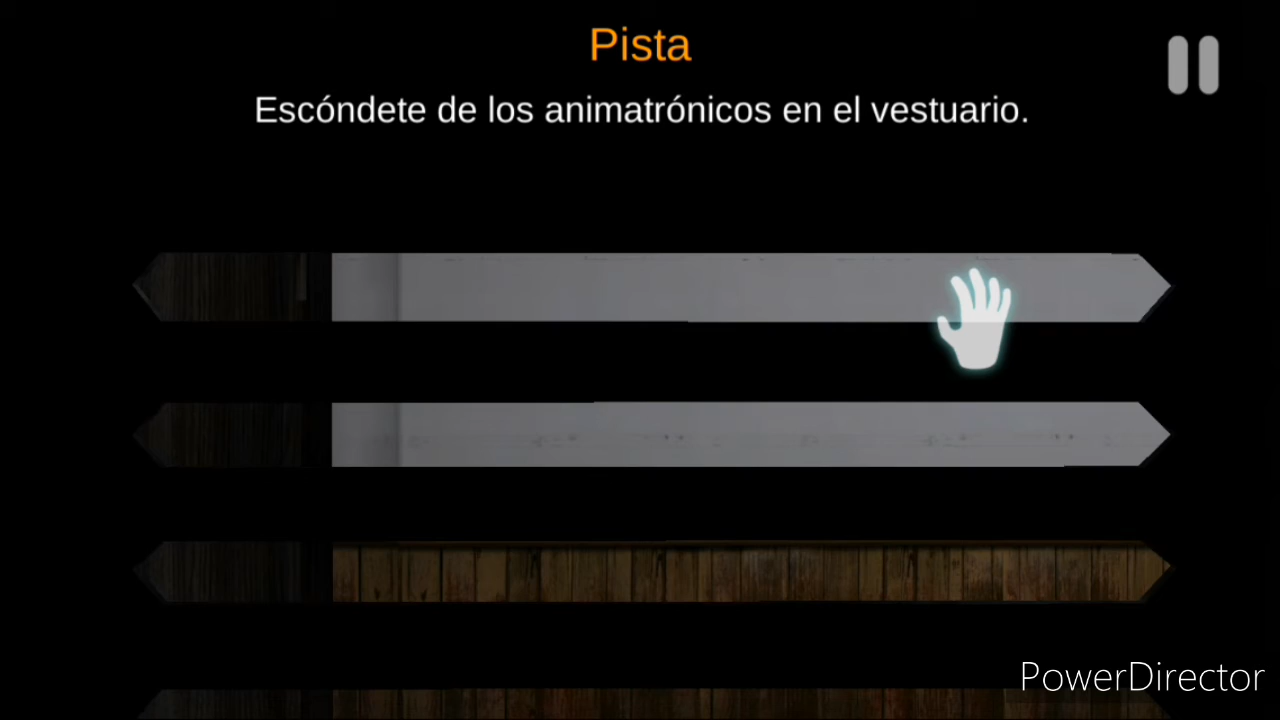 Pista
Escóndete de los animatrónicos en el vestuario.
PowerDirector